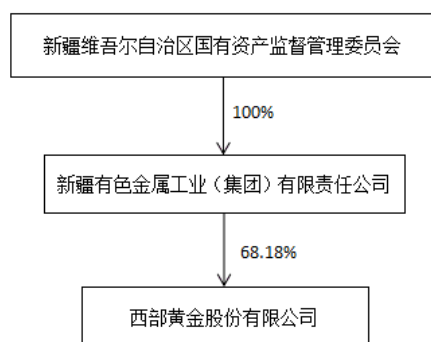 新疆维吾尔自治区国有资产监督管理委员会
100%
新疆有色金属工业（集团）有限责任公司
68.18%
西部黄金股份有限公司